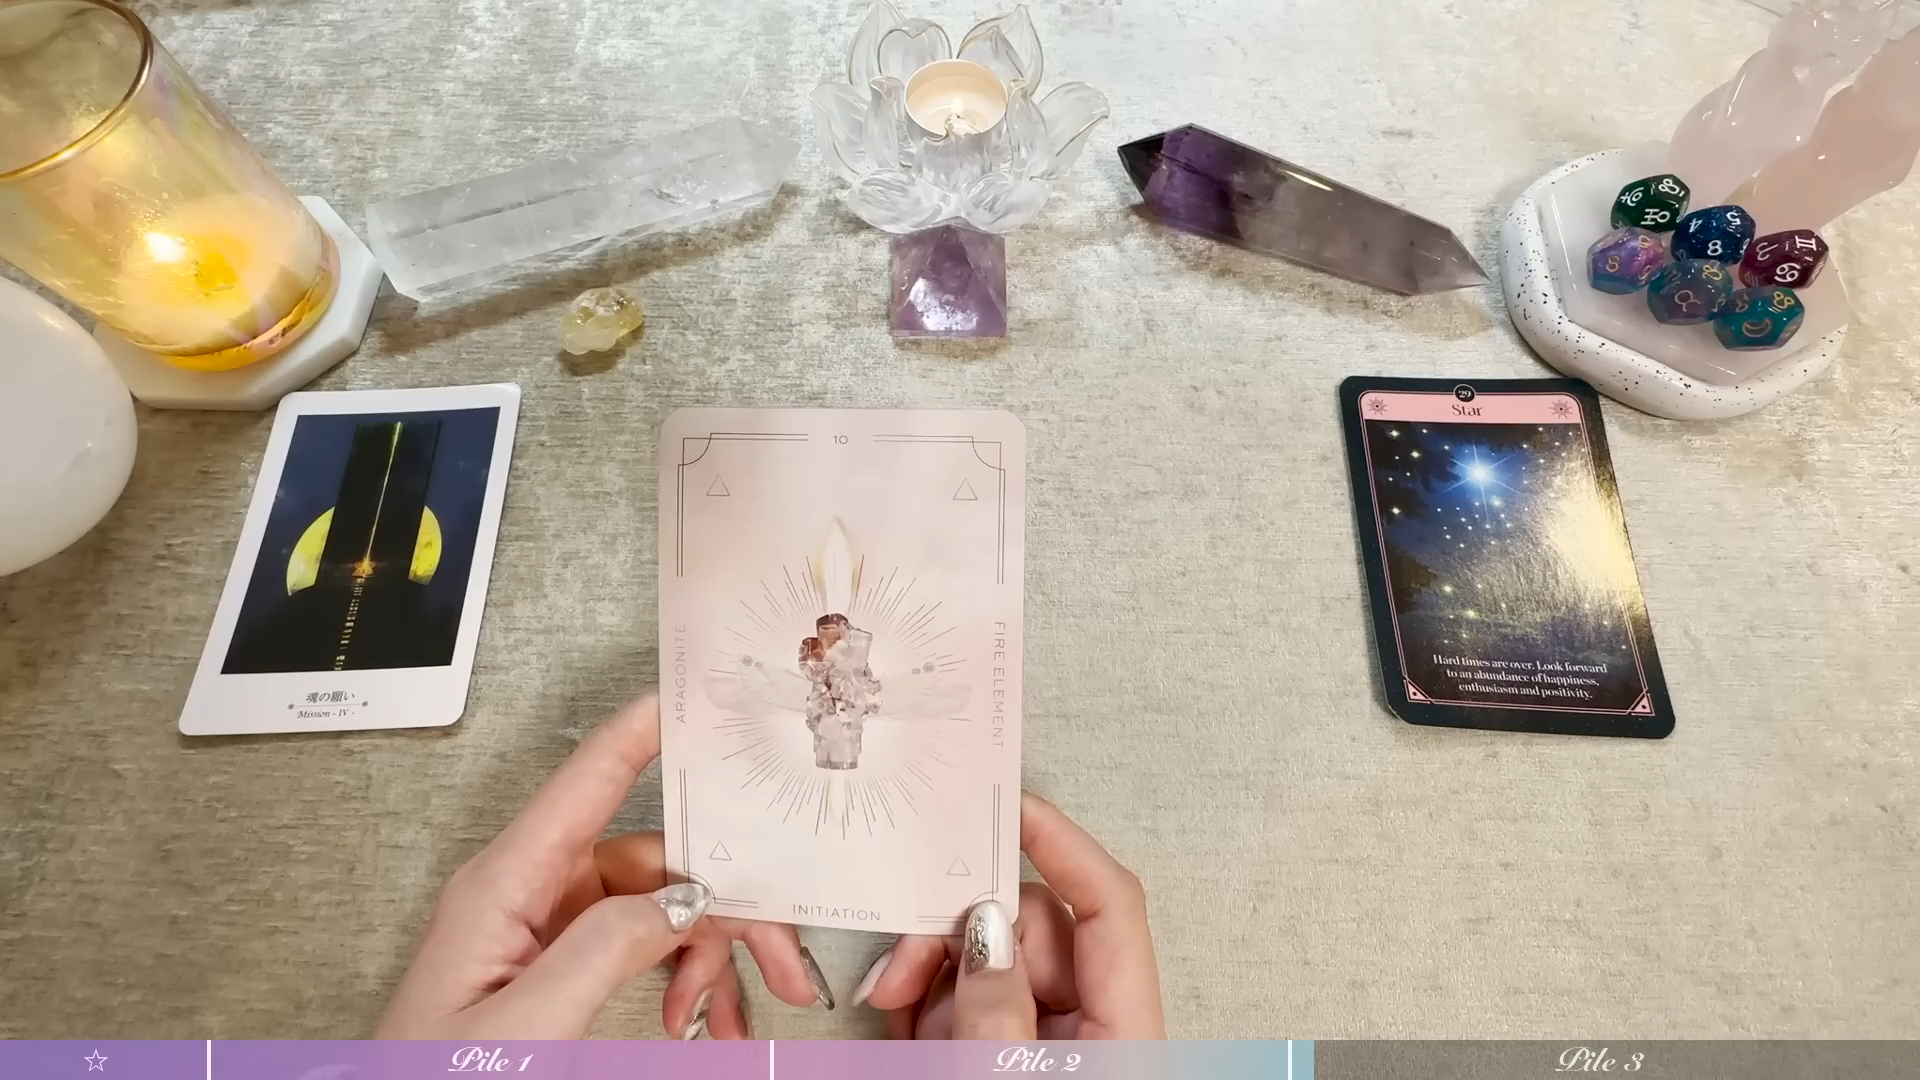 魂の願い
Mission - IV -
10
ARAGONITE
FIRE ELEMENT
INITIATION
29
Star
Hard times are over. Look forward
to an abundance of happiness,
enthusiasm and positivity.
Pile 1
Pile 2
Pile 3